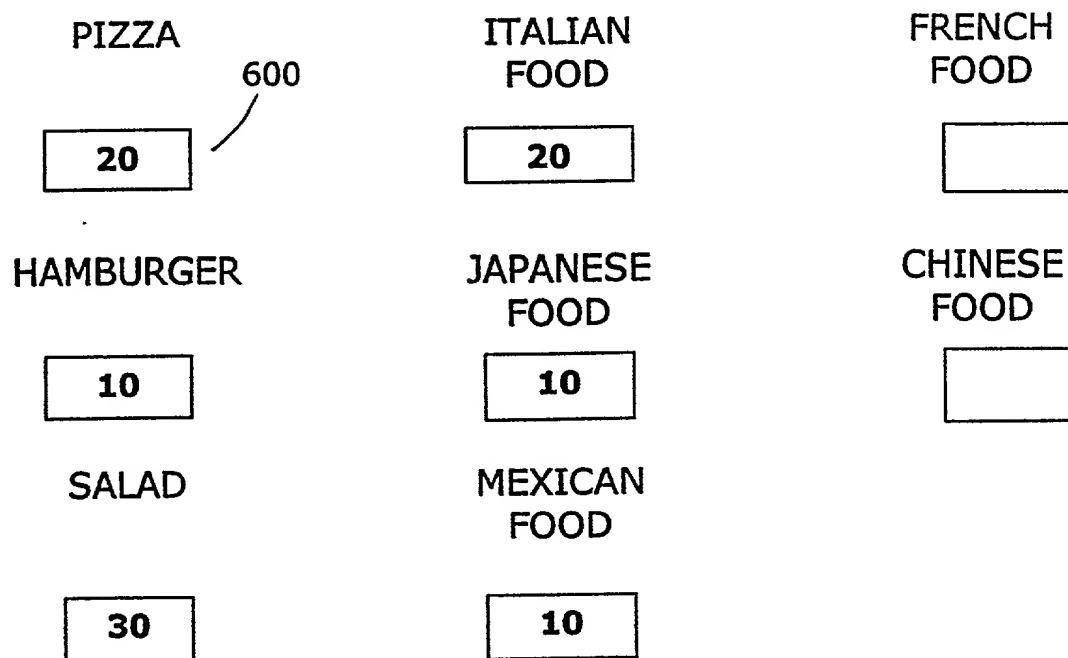 PIZZA
600
20
ITALIAN
FOOD
20
FRENCH
FOOD
HAMBURGER
10
JAPANESE
FOOD
10
CHINESE
FOOD
SALAD
30
MEXICAN
FOOD
10